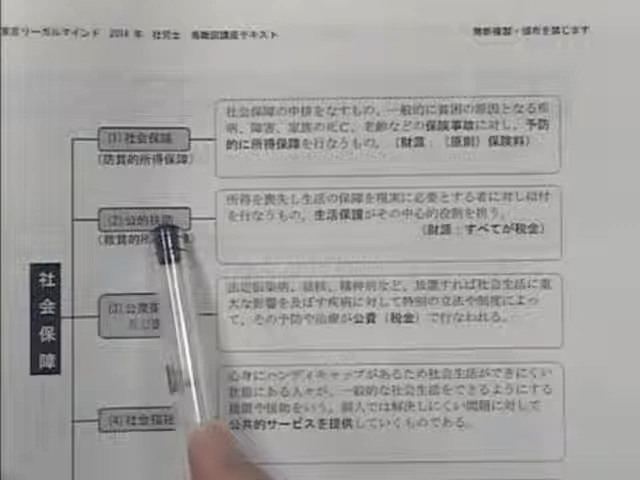 東京リーガルマインド 2014 年 社労士
無断複製・頒布を禁じます
社会保障
(1) 社会保険
(防貧的所得保障)
社会保障の中核をなすもの。一般的に貧困の原因となる疾
病、障害、家族の死亡、老齢などの保険事故に対し、予防
的に所得保障を行なうもの。(財源:(原則)保険料)
(2) 公的扶助
(救貧的所
所得を喪失し生活の保障を現実に必要とする者に対し給付
を行なうもの。生活保護がその中心的役割を担う。
(財源:すべてが税金)
(3) 公衆
法定伝染病、結核、精神病など、放置すれば社会生活に重
大な影響を及ぼす疾病に対して特別の立法や制度によっ
て、その予防や治療が公費(税金)で行なわれる。
(4) 社会福祉
心身にハンディキャップがあるため社会生活ができにくい
状態にある人々が、一般的な社会生活をできるようにする
援護や援助をいう。個人では解決しにくい問題に対して
公共的サービスを提供していくものである。